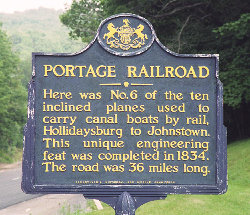 PORTAGE RAILROAD
Here was No.6 of the ten
inclined planes used to
carry canal boats by rail,
Hollidaysburg to Johnstown.
This unique engineering
feat was completed in 1834.
The road was 36 miles long.